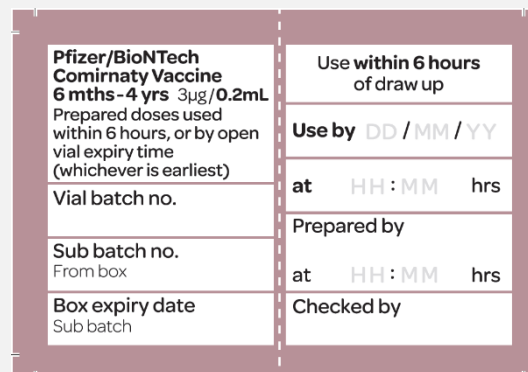 Pfizer/BioNTech
Comirnaty Vaccine
6 mths-4 yrs 3µg/0.2mL
Prepared doses used
within 6 hours, or by open
vial expiry time
(whichever is earliest)
Vial batch no.
Sub batch no.
From box
Box expiry date
Sub batch
Use within 6 hours
of draw up
Use by DD / MM / YY
at HH : MM hrs
Prepared by
at HH : MM hrs
Checked by